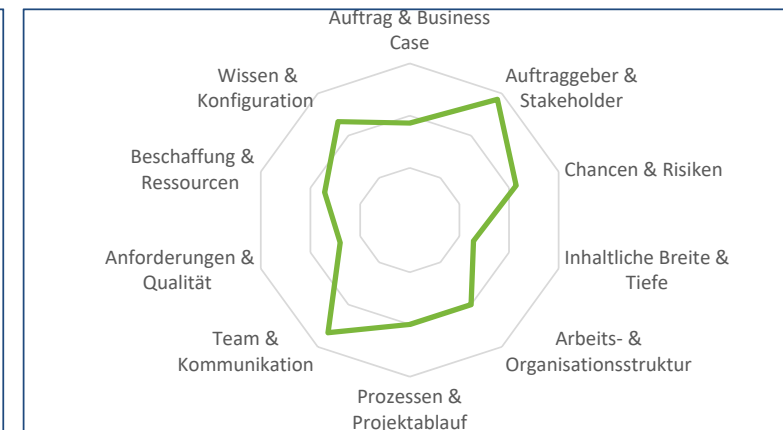 Auftrag & Business
Case
Auftraggeber &
Stakeholder
Chancen & Risiken
Inhaltliche Breite &
Tiefe
Arbeits- &
Organisationsstruktur
Prozessen &
Projektablauf
Team &
Kommunikation
Anforderungen &
Qualität
Beschaffung &
Ressourcen
Wissen &
Konfiguration